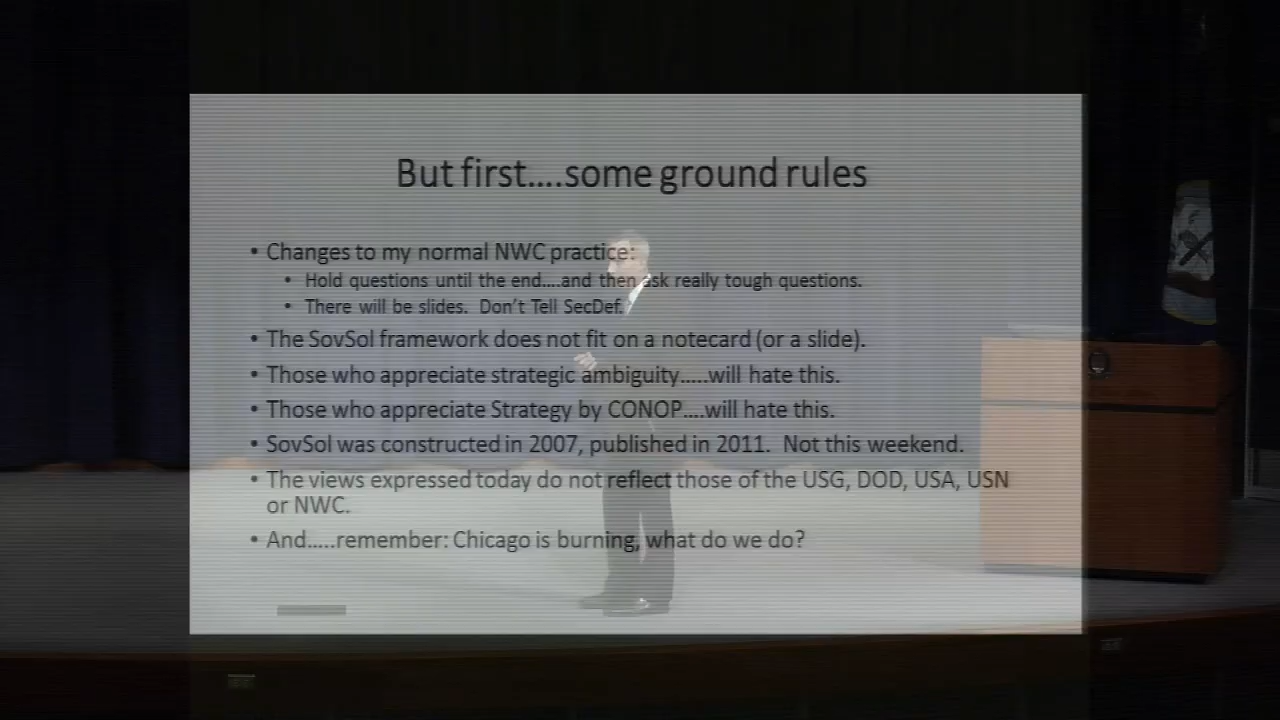 But first....some ground rules
• Changes to my normal NWC practice:
• Hold questions until the end....and then ask really tough questions.
• There will be slides. Don't Tell SecDef.
• The SovSol framework does not fit on a notecard (or a slide).
• Those who appreciate strategic ambiguity.....will hate this.
• Those who appreciate Strategy by CONOP....will hate this.
• SovSol was constructed in 2007, published in 2011. Not this weekend.
• The views expressed today do not reflect those of the USG, DOD, USA, USN
or NWC.
• And.....remember: Chicago is burning, what do we do?